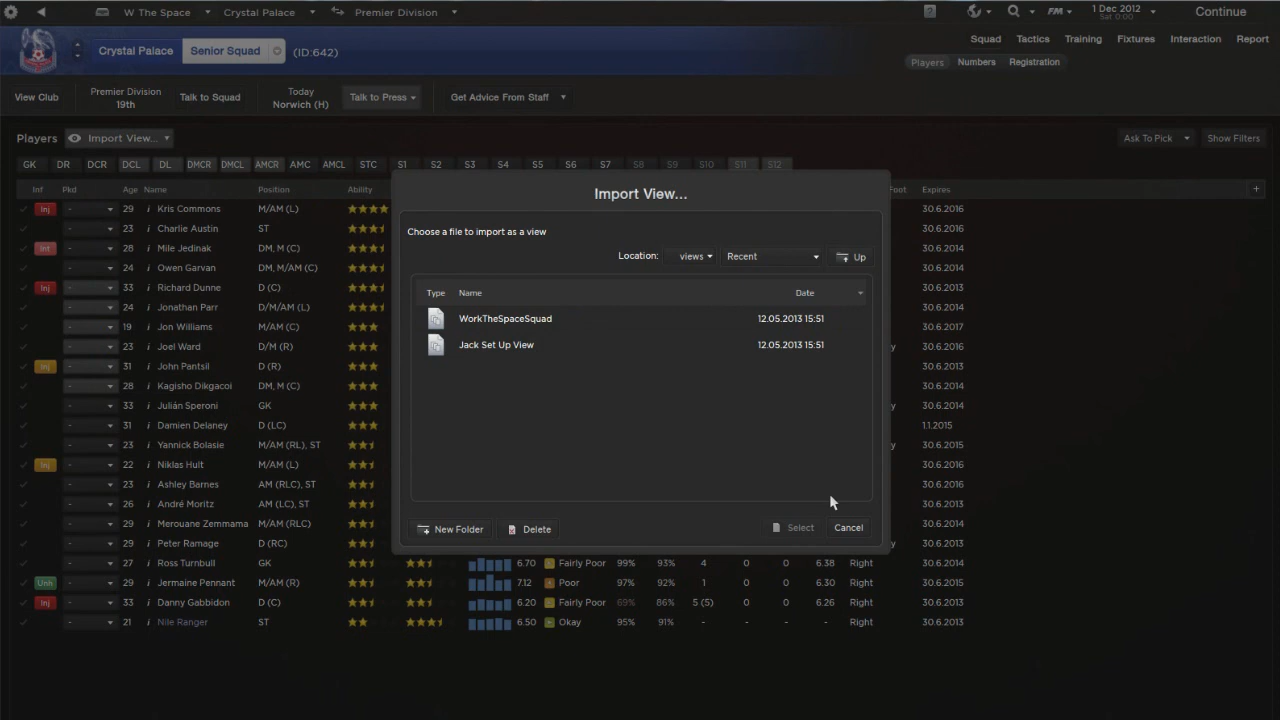 W The Space Crystal Palace Premier Division ? FM 1 Dec 2012 Sat 0:00 Continue
Crystal Palace Senior Squad (ID:642) Squad Tactics Training Fixtures Interaction Report
Players Numbers Registration
View Club Premier Division 19th Talk to Squad Today Norwich (H) Talk to Press Get Advice From Staff
Players Import View... Ask To Pick Show Filters
GK DR DCR DCL DL DMCR DMCL AMCR AMC AMCL STC S1 S2 S3 S4 S5 S6 S7 S8 S9 S10 S11 S12
Inf Pkd Age Name Position Ability Foot Expires +
Inj - 29 i Kris Commons M/AM (L) 30.6.2016
- 23 i Charlie Austin ST 30.6.2016
Int - 28 i Mile Jedinak DM, M (C) 30.6.2016
- 24 i Owen Garvan DM, M/AM (C) 30.6.2016
Inj - 33 i Richard Dunne D (C) 30.6.2013
- 24 i Jonathan Parr D/M/AM (L) 30.6.2014
- 19 i Jon Williams M/AM (C) 30.6.2015
- 23 i Joel Ward D/M (R) 30.6.2016
Inj - 31 i John Pantsil D (R) 30.6.2014
- 28 i Kagisho Dikgacoi DM, M (C) 30.6.2014
- 33 i Julián Speroni GK 30.6.2014
- 31 i Damien Delaney D (LC) 1.1.2015
- 23 i Yannick Bolasie M/AM (RL), ST 30.6.2015
Inj - 22 i Niklas Hult M/AM (L) 30.6.2016
- 23 i Ashley Barnes AM (RLC), ST 30.6.2016
- 26 i André Moritz AM (LC), ST 30.6.2013
- 29 i Merouane Zemmama M/AM (RLC) 30.6.2013
- 29 i Peter Ramage D (RC) 30.6.2013
- 27 i Ross Turnbull GK 6.70 Fairly Poor 99% 93% 4 0 0 6.38 Right 30.6.2013
Unh - 29 i Jermaine Pennant M/AM (R) 7.12 Poor 97% 92% 1 0 0 6.30 Right 30.6.2015
Inj - 33 i Danny Gabbidon D (C) 6.20 Fairly Poor 69% 86% 5 (5) 0 0 6.26 Right 30.6.2013
- 21 i Nile Ranger ST 6.50 Okay 95% 91% - - - - Right 30.6.2013
Import View...
Choose a file to import as a view
Location: views Recent Up
Type Name Date
WorkTheSpaceSquad 12.05.2013 15:51
Jack Set Up View 12.05.2013 15:51
New Folder Delete Select Cancel